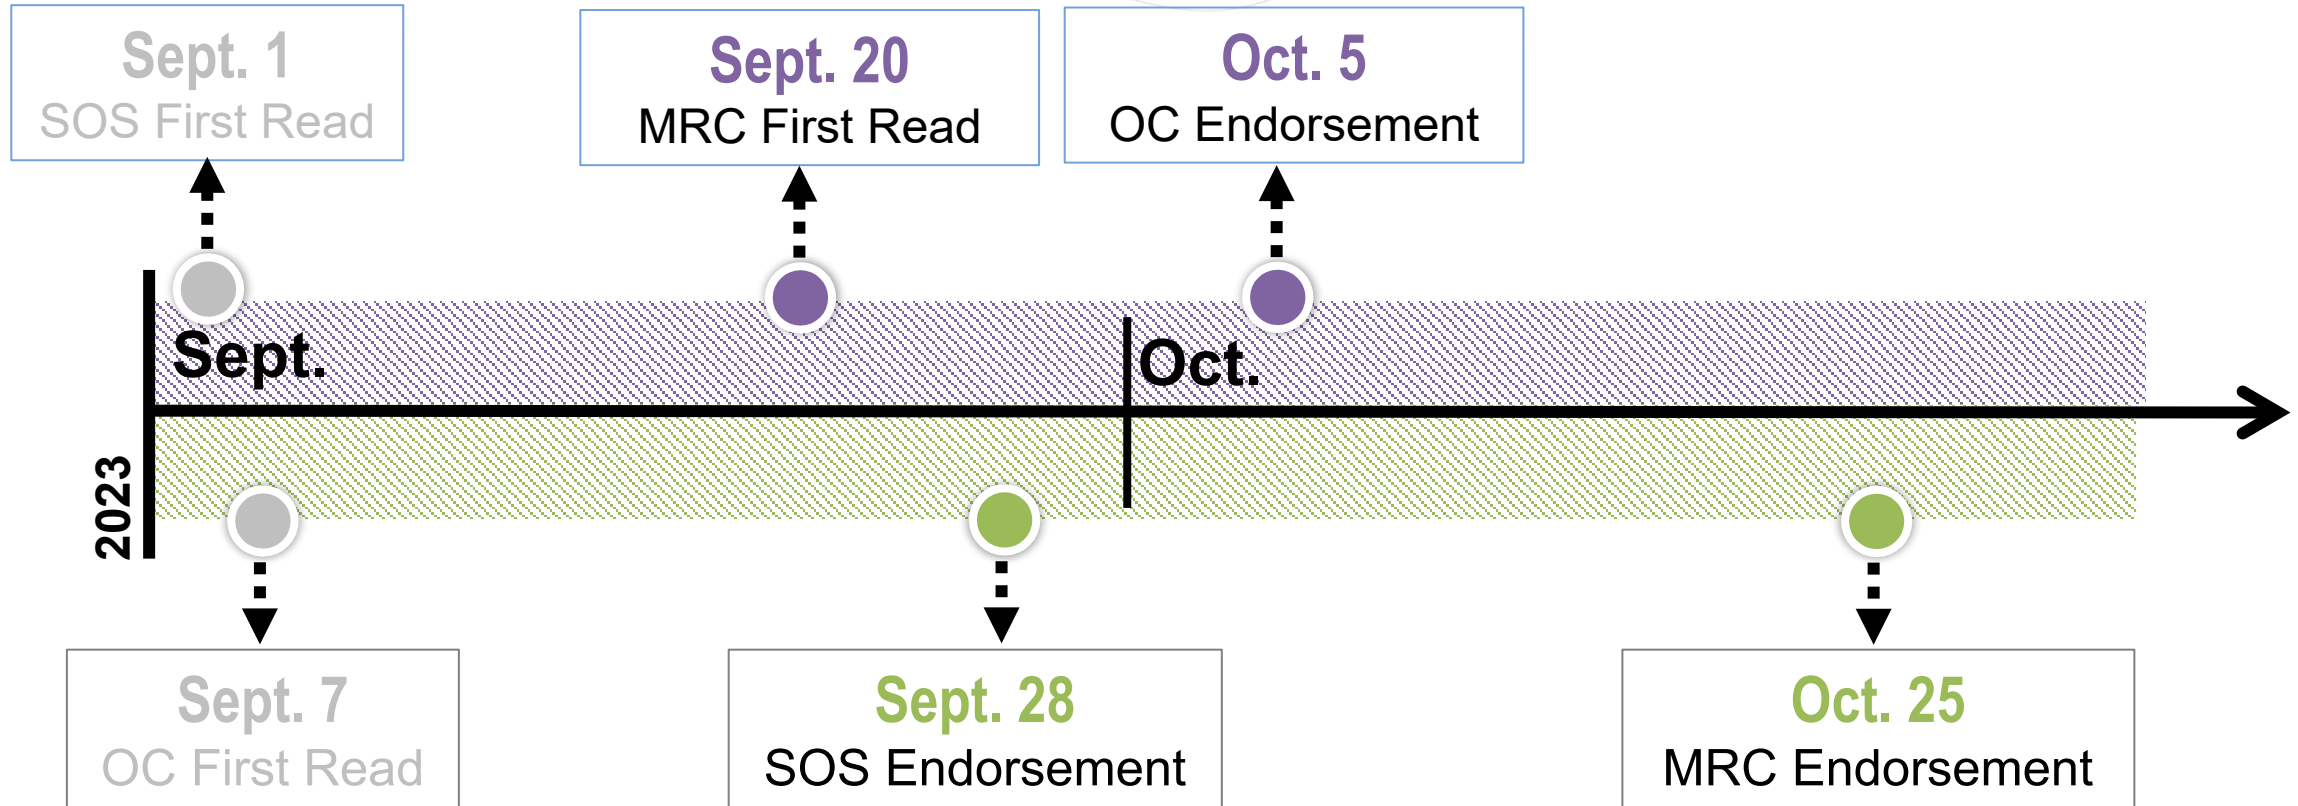 Sept. 1
SOS First Read
Sept. 20
MRC First Read
Oct. 5
OC Endorsement
Sept.
Oct.
2023
Sept. 7
OC First Read
Sept. 28
SOS Endorsement
Oct. 25
MRC Endorsement